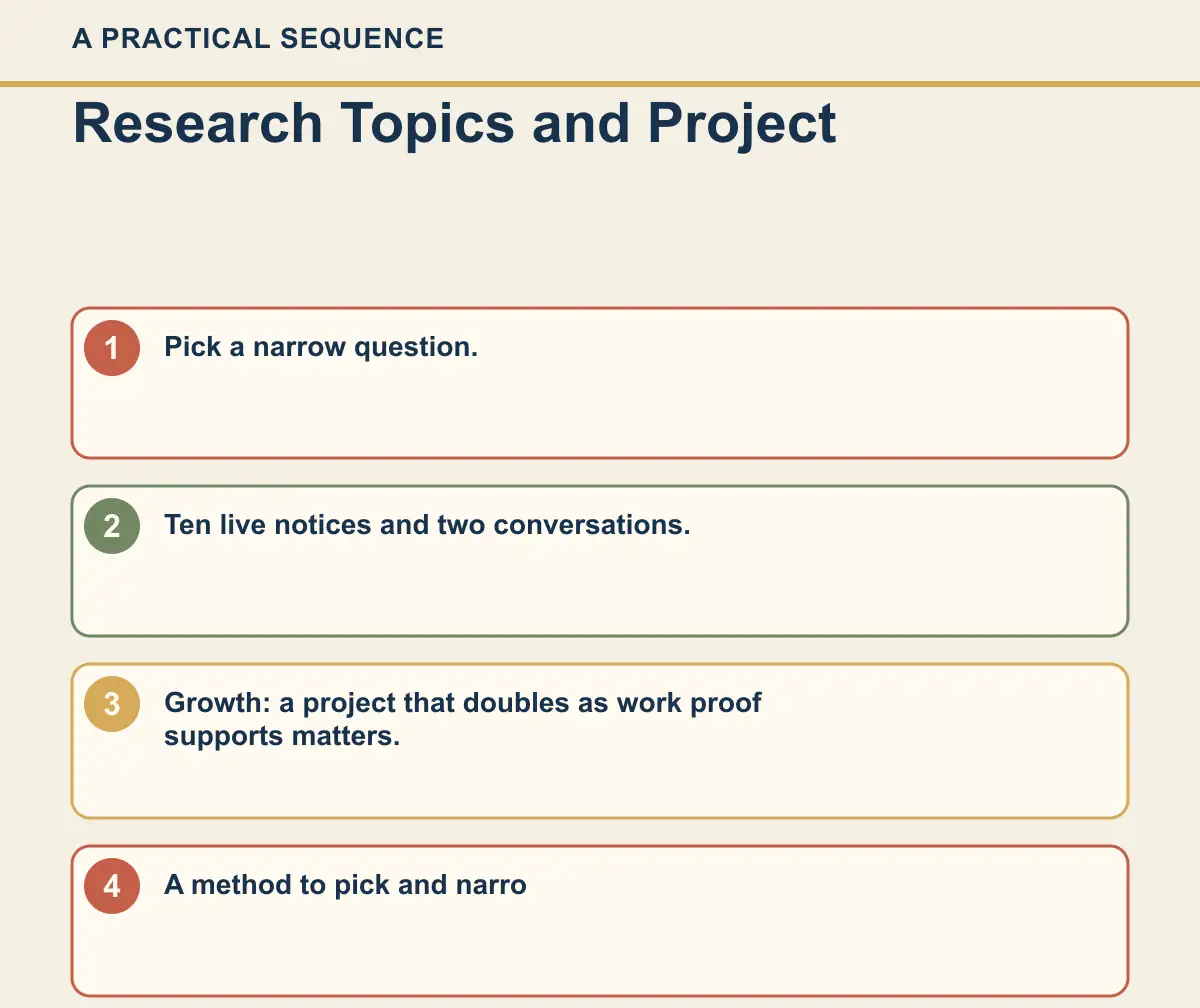 A PRACTICAL SEQUENCE
Research Topics and Project
1
Pick a narrow question.
2
Ten live notices and two conversations.
3
Growth: a project that doubles as work proof
supports matters.
4
A method to pick and narro